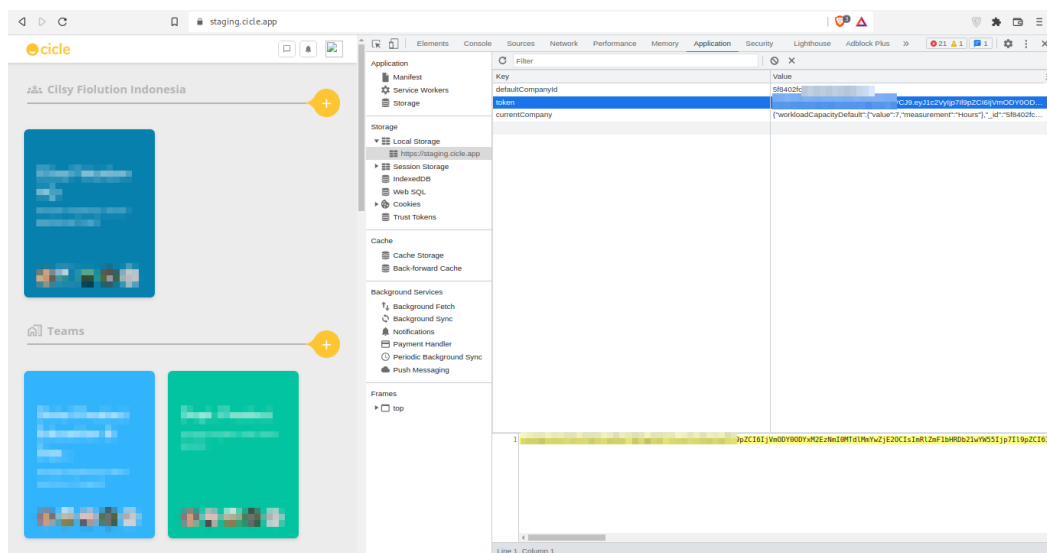 staging.cicle.app
cicle
Elements Console Sources Network Performance Memory Application Security Lighthouse Adblock Plus » 21 1 1
Cilsy Fiolution Indonesia
Teams
Application
Manifest
Service Workers
Storage
Storage
Local Storage
https://staging.cicle.app
Session Storage
IndexedDB
Web SQL
Cookies
Trust Tokens
Cache
Cache Storage
Back-forward Cache
Background Services
Background Fetch
Background Sync
Notifications
Payment Handler
Periodic Background Sync
Push Messaging
Frames
top
Filter
Key Value
defaultCompanyId 5f8402fc
token
currentCompany {"workloadCapacityDefault":{"value":7,"measurement":"Hours"},"_id":"5f8402fc...
1
Line 1, Column 1